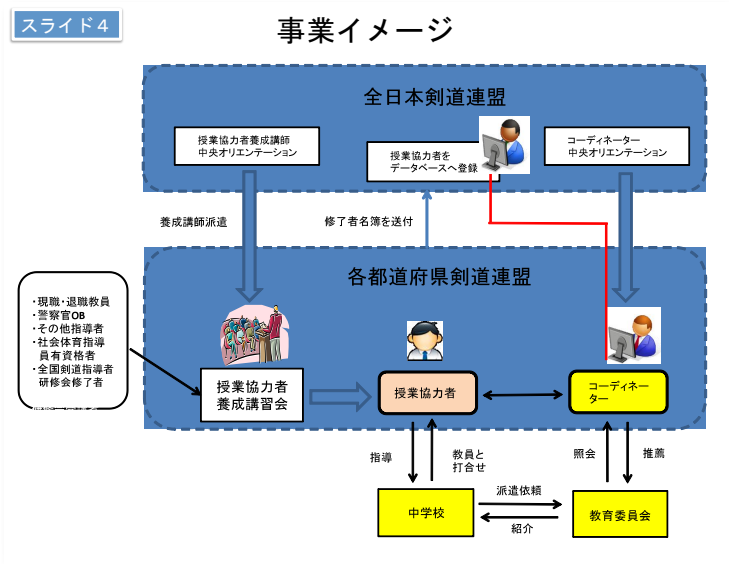 スライド４
事業イメージ
全日本剣道連盟
授業協力者養成講師
中央オリエンテーション
授業協力者を
データベースへ登録
コーディネーター
中央オリエンテーション
養成講師派遣
修了者名簿を送付
各都道府県剣道連盟
・現職・退職教員
・警察官OB
・その他指導者
・社会体育指導
員有資格者
・全国剣道指導者
研修会修了者
授業協力者
養成講習会
授業協力者
コーディネー
ター
指導
教員と
打合せ
照会
推薦
中学校
派遣依頼
紹介
教育委員会